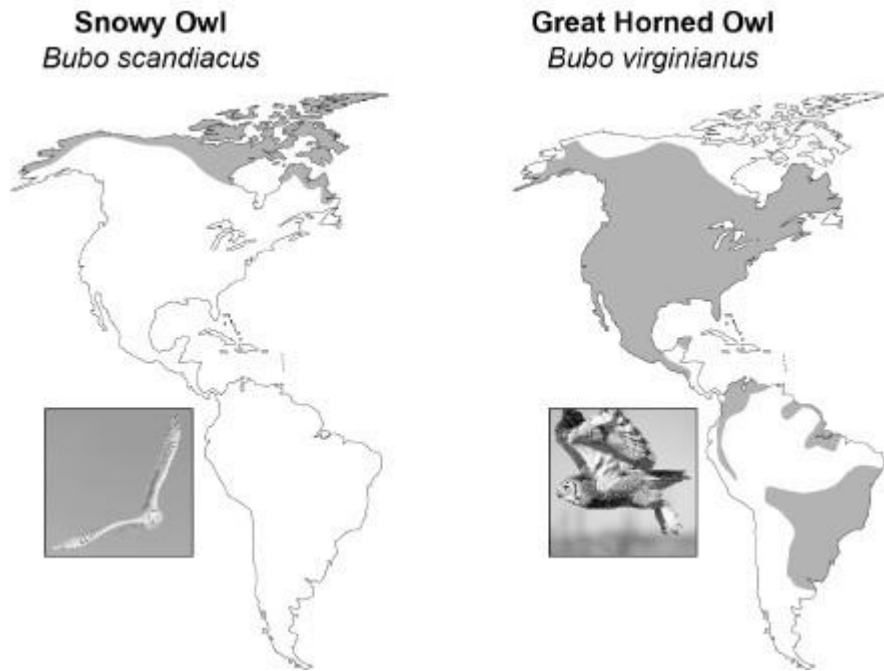 Snowy Owl
Bubo scandiacus
Great Horned Owl
Bubo virginianus